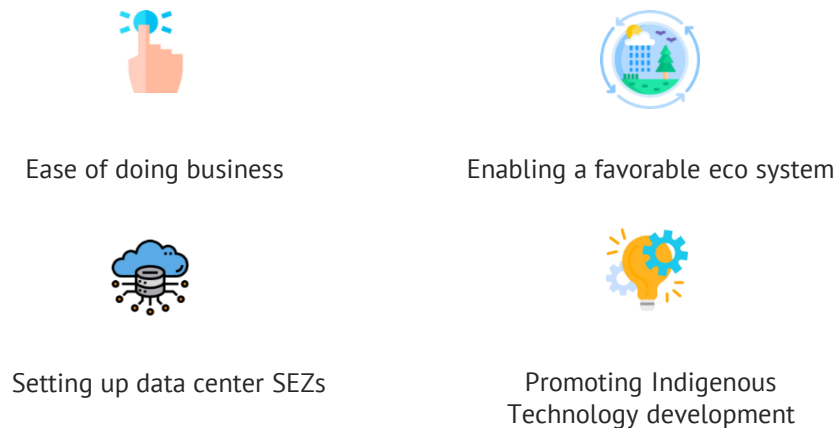 Ease of doing business
Enabling a favorable eco system
Setting up data center SEZs
Promoting Indigenous
Technology development